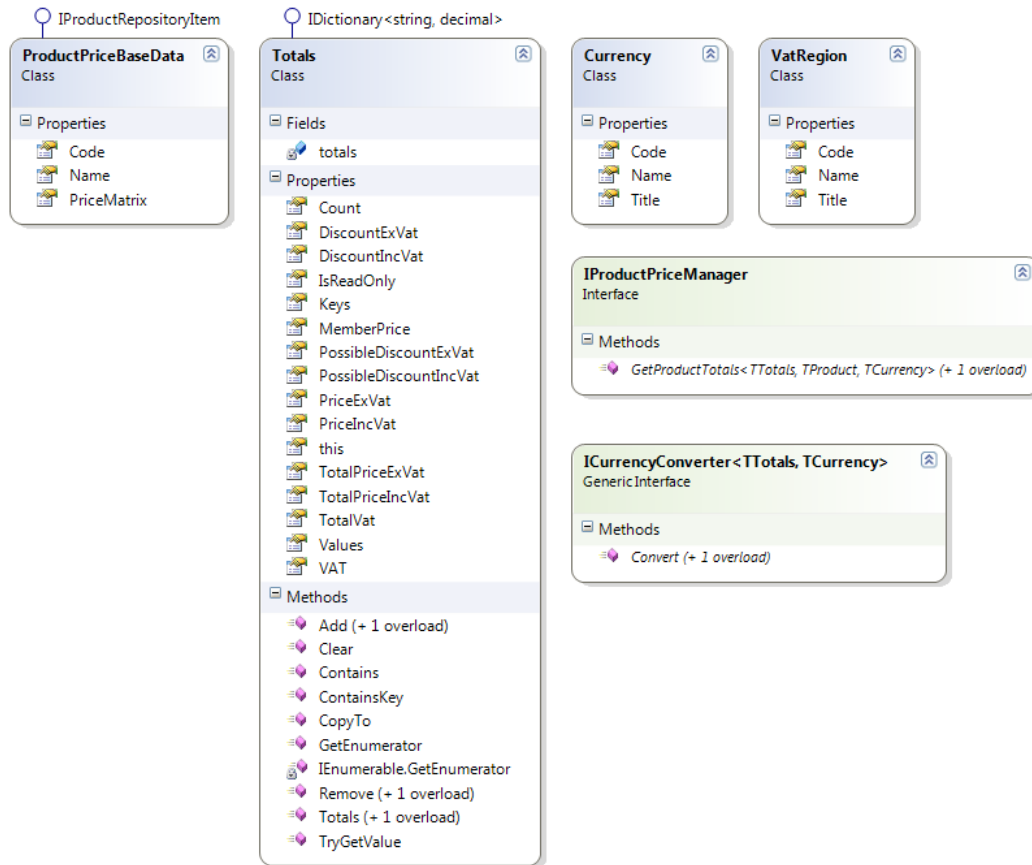 IProductRepositoryItem
ProductPriceBaseData
Class
Properties
Code
Name
PriceMatrix
IDictionary<string, decimal>
Totals
Class
Fields
totals
Properties
Count
DiscountExVat
DiscountIncVat
IsReadOnly
Keys
MemberPrice
PossibleDiscountExVat
PossibleDiscountIncVat
PriceExVat
PriceIncVat
this
TotalPriceExVat
TotalPriceIncVat
TotalVat
Values
VAT
Methods
Add (+ 1 overload)
Clear
Contains
ContainsKey
CopyTo
GetEnumerator
IEnumerable.GetEnumerator
Remove (+ 1 overload)
Totals (+ 1 overload)
TryGetValue
Currency
Class
Properties
Code
Name
Title
VatRegion
Class
Properties
Code
Name
Title
IProductPriceManager
Interface
Methods
GetProductTotals<TTotals, TProduct, TCurrency> (+ 1 overload)
ICurrencyConverter<TTotals, TCurrency>
Generic Interface
Methods
Convert (+ 1 overload)